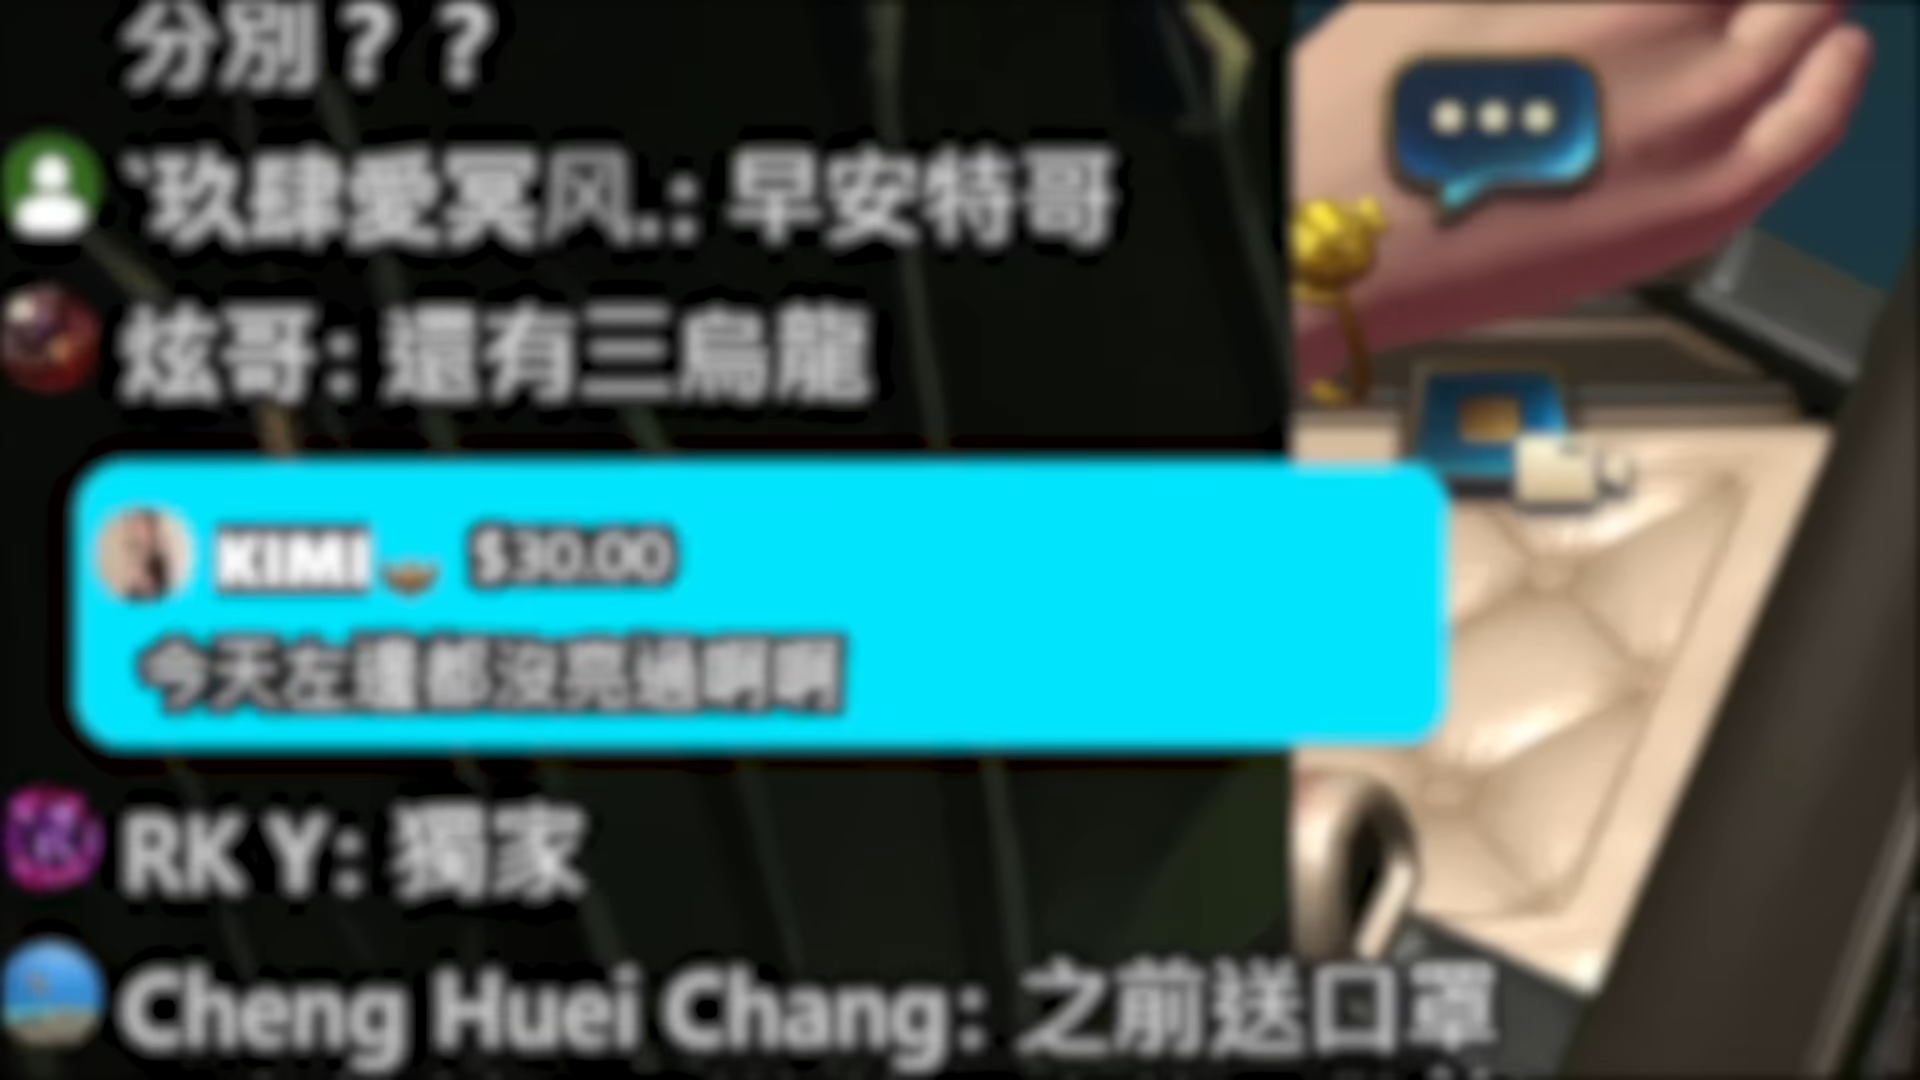 分別？？
`玖肆愛冥风.: 早安特哥
炫哥: 還有三烏龍
KIMI $30.00
今天左邊都沒亮過啊啊
RK Y: 獨家
Cheng Huei Chang: 之前送口罩